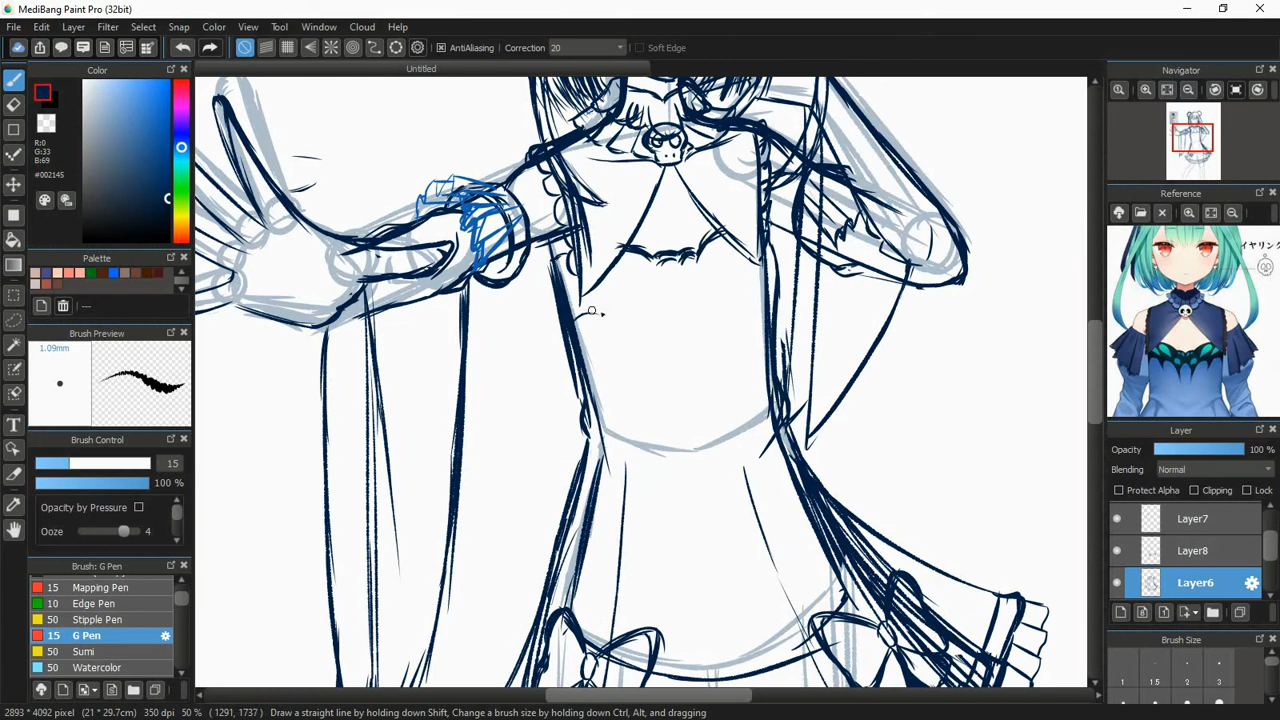 MediBang Paint Pro (32bit)
File Edit Layer Filter Select Snap Color View Tool Window Cloud Help
AntiAliasing Correction 20 Soft Edge
Color
Untitled
Navigator
R:0
G:33
B:69
#002145
Palette
---
Reference
イヤリング
Brush Preview
1.09mm
Brush Control
15
100 %
Opacity by Pressure
Ooze 4
Layer
Opacity 100 %
Blending Normal
Protect Alpha Clipping Lock
Layer7
Layer8
Layer6
Brush: G Pen
15 Mapping Pen
10 Edge Pen
50 Stipple Pen
15 G Pen
50 Sumi
50 Watercolor
Brush Size
1 1.5 2 3
2893 * 4092 pixel (21 * 29.7cm) 350 dpi 50 % ( 1291, 1737 ) Draw a straight line by holding down Shift, Change a brush size by holding down Ctrl, Alt, and dragging